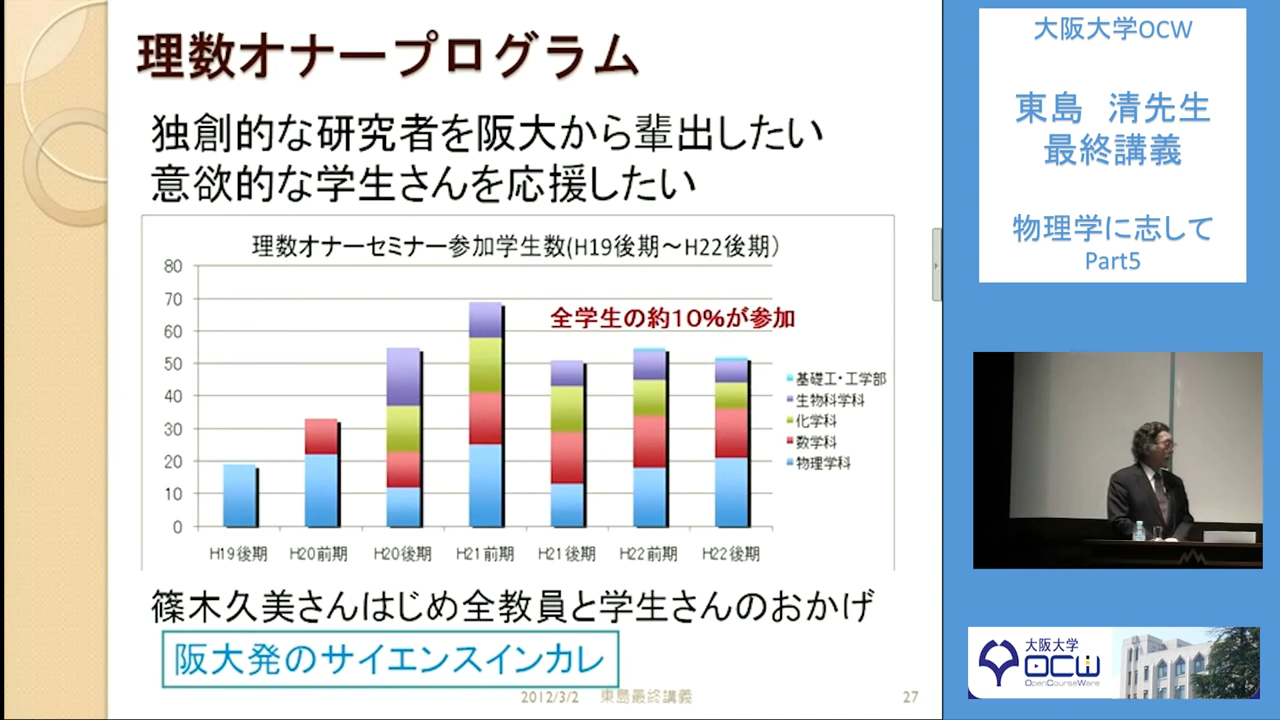 理数オナープログラム
独創的な研究者を阪大から輩出したい
意欲的な学生さんを応援したい
理数オナーセミナー参加学生数(H19後期～H22後期)
80
70
60
50
40
30
20
10
0
全学生の約10%が参加
基礎工・工学部
生物科学科
化学科
数学科
物理学科
H19後期 H20前期 H20後期 H21前期 H21後期 H22前期 H22後期
篠木久美さんはじめ全教員と学生さんのおかげ
阪大発のサイエンスインカレ
2012/3/2 東島最終講義 27
大阪大学OCW
東島 清先生
最終講義
物理学に志して
Part5
大阪大学
OCW
OpenCourseWare